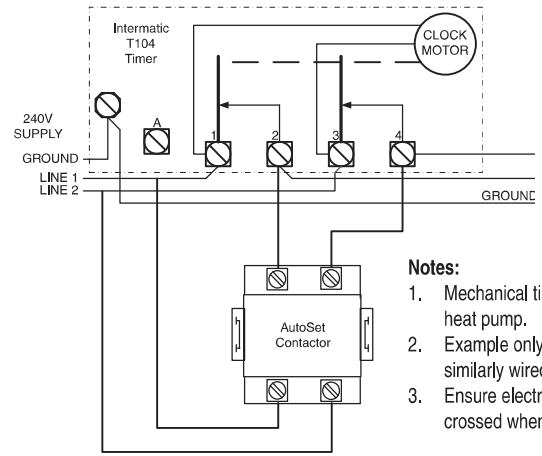 Intermatic
T104
Timer
CLOCK
MOTOR
240V
SUPPLY
A
1
2
3
4
GROUND
LINE 1
LINE 2
GROUND
AutoSet
Contactor
Notes:
1. Mechanical ti
heat pump.
2. Example only
similarly wired
3. Ensure electr
crossed when